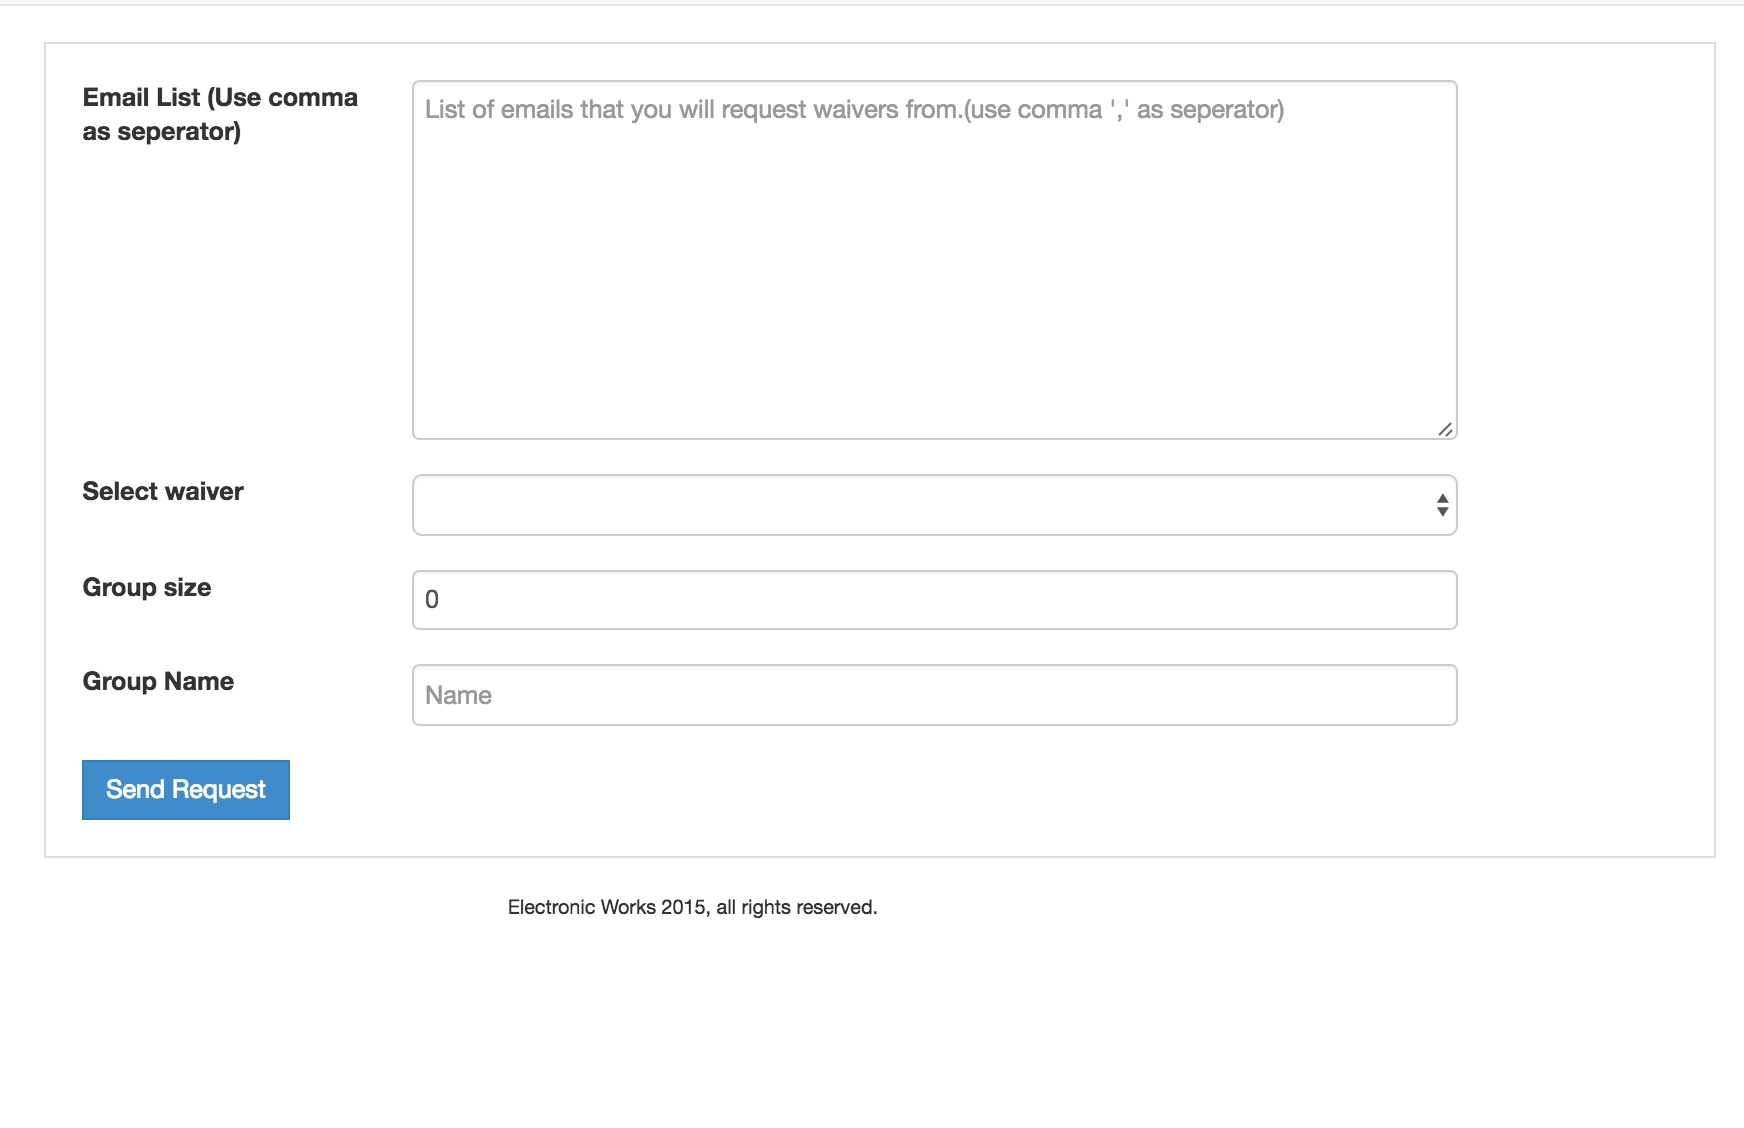 Email List (Use comma
as seperator)
List of emails that you will request waivers from.(use comma ',' as seperator)
Select waiver
Group size
0
Group Name
Name
Send Request
Electronic Works 2015, all rights reserved.